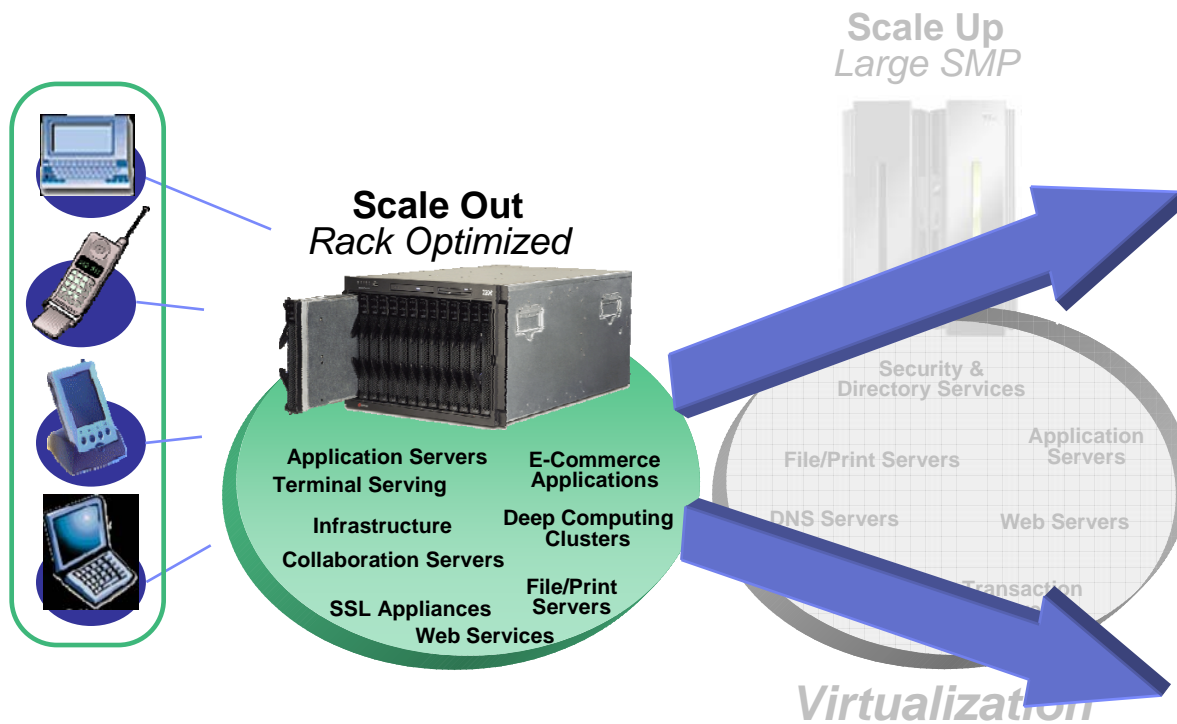 Scale Up
Large SMP
Scale Out
Rack Optimized
IBM
Application Servers
Terminal Serving
Infrastructure
Collaboration Servers
SSL Appliances
Web Services
E-Commerce
Applications
Deep Computing
Clusters
File/Print
Servers
Security &
Directory Services
File/Print Servers
Application
Servers
DNS Servers
Web Servers
Transaction
Virtualization